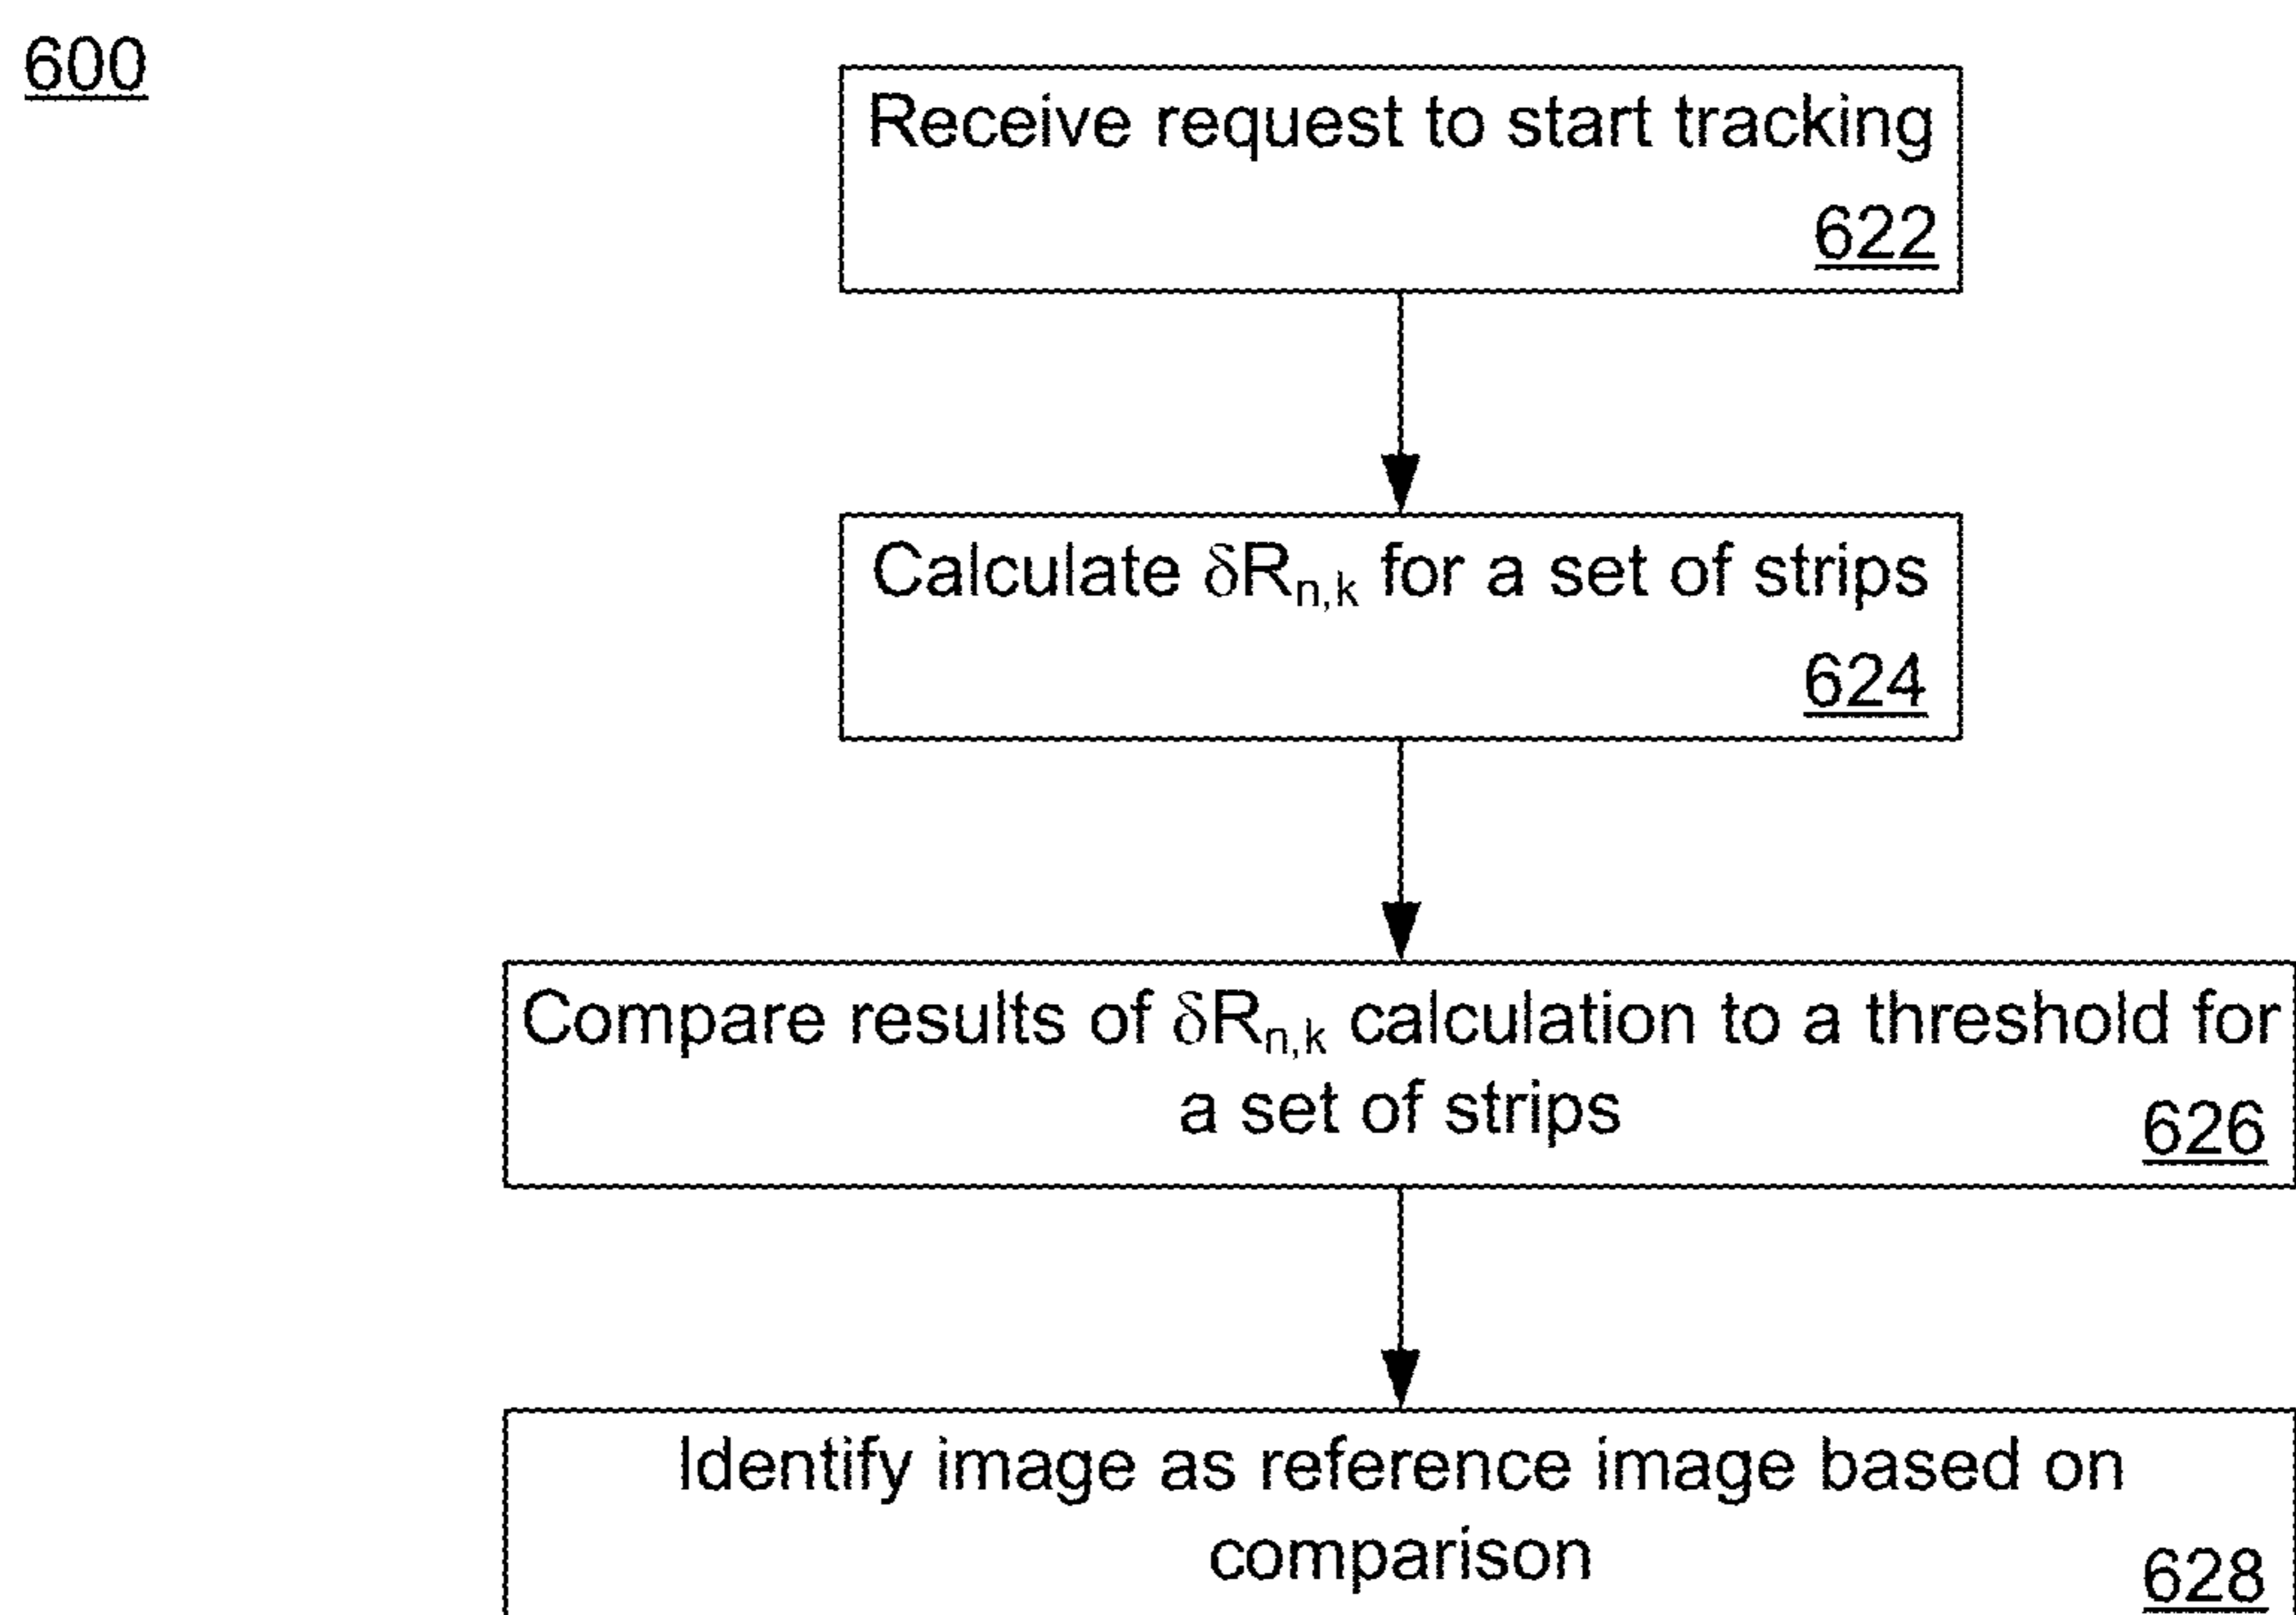 600
Receive request to start tracking
622
Calculate δRn,k for a set of strips
624
Compare results of δRn,k calculation to a threshold for
a set of strips
626
Identify image as reference image based on
comparison
628